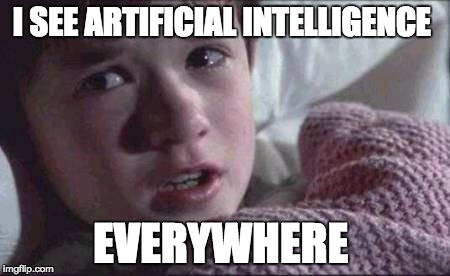 I SEE ARTIFICIAL INTELLIGENCE
EVERYWHERE
imgflip.com